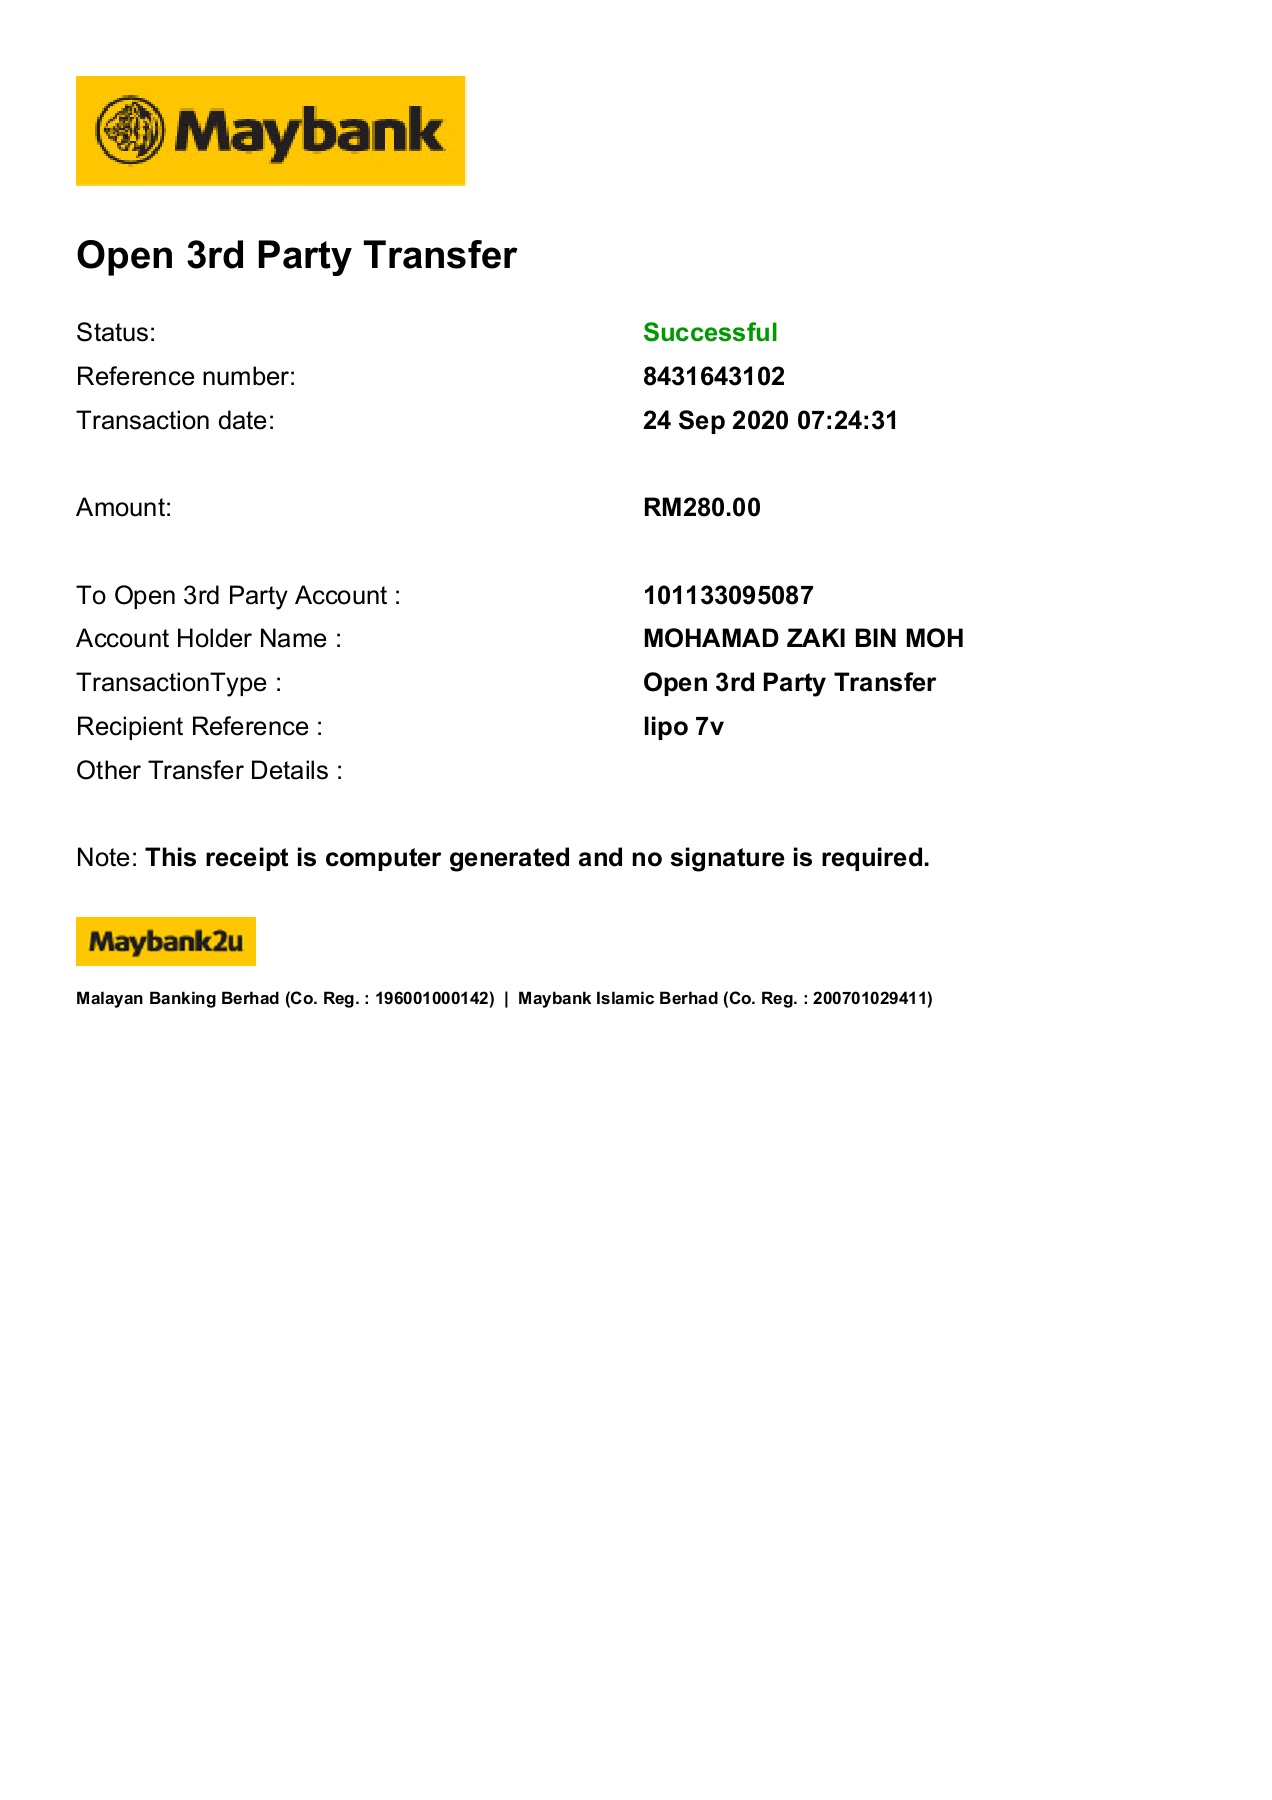 Maybank
Open 3rd Party Transfer
Status: Successful
Reference number: 8431643102
Transaction date: 24 Sep 2020 07:24:31
Amount: RM280.00
To Open 3rd Party Account : 101133095087
Account Holder Name : MOHAMAD ZAKI BIN MOH
TransactionType : Open 3rd Party Transfer
Recipient Reference : lipo 7v
Other Transfer Details :
Note: This receipt is computer generated and no signature is required.
Maybank2u
Malayan Banking Berhad (Co. Reg. : 196001000142) | Maybank Islamic Berhad (Co. Reg. : 200701029411)